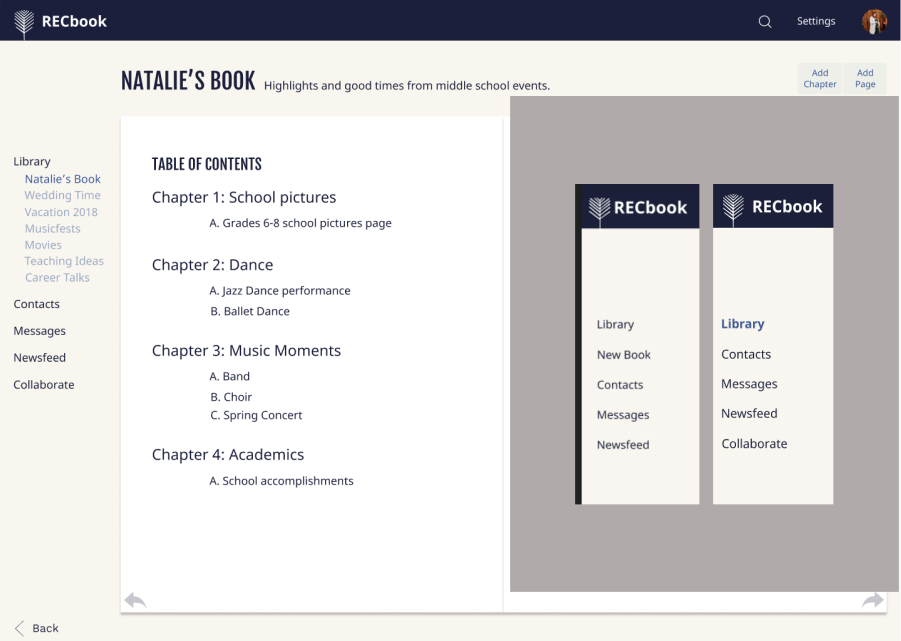 RECbook
Settings
NATALIE'S BOOK Highlights and good times from middle school events.
Add Chapter
Add Page
Library
Natalie's Book
Wedding Time
Vacation 2018
Musicfests
Movies
Teaching Ideas
Career Talks
Contacts
Messages
Newsfeed
Collaborate
Back
TABLE OF CONTENTS
Chapter 1: School pictures
A. Grades 6-8 school pictures page
Chapter 2: Dance
A. Jazz Dance performance
B. Ballet Dance
Chapter 3: Music Moments
A. Band
B. Choir
C. Spring Concert
Chapter 4: Academics
A. School accomplishments
RECbook
Library
New Book
Contacts
Messages
Newsfeed
RECbook
Library
Contacts
Messages
Newsfeed
Collaborate